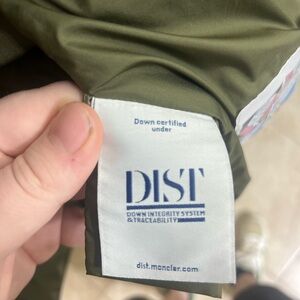 Down certified
under
DIST
DOWN INTEGRITY SYSTEM
& TRACEABILITY
dist.moncler.com